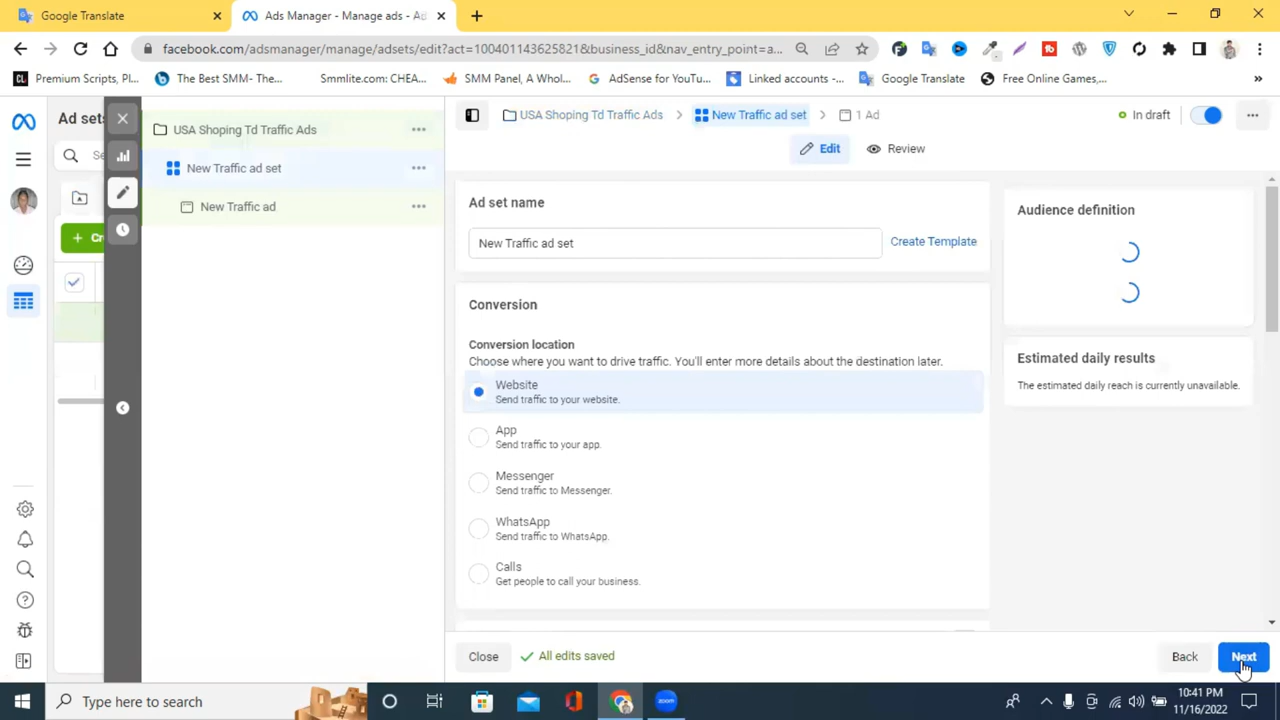 Google Translate
Ads Manager - Manage ads - Ad
facebook.com/adsmanager/manage/adsets/edit?act=100401143625821&business_id&nav_entry_point=a...
CL Premium Scripts, Pl...
The Best SMM- The...
Smmlite.com: CHEA...
SMM Panel, A Whol...
AdSense for YouTu...
Linked accounts -...
Google Translate
Free Online Games,...
»
Ad sets
USA Shoping Td Traffic Ads
New Traffic ad set
New Traffic ad
USA Shoping Td Traffic Ads > New Traffic ad set > 1 Ad
In draft
Edit
Review
Ad set name
New Traffic ad set
Create Template
Conversion
Conversion location
Choose where you want to drive traffic. You'll enter more details about the destination later.
Website
Send traffic to your website.
App
Send traffic to your app.
Messenger
Send traffic to Messenger.
WhatsApp
Send traffic to WhatsApp.
Calls
Get people to call your business.
Audience definition
Estimated daily results
The estimated daily reach is currently unavailable.
Close
All edits saved
Back
Next
Type here to search
zoom
10:41 PM
11/16/2022